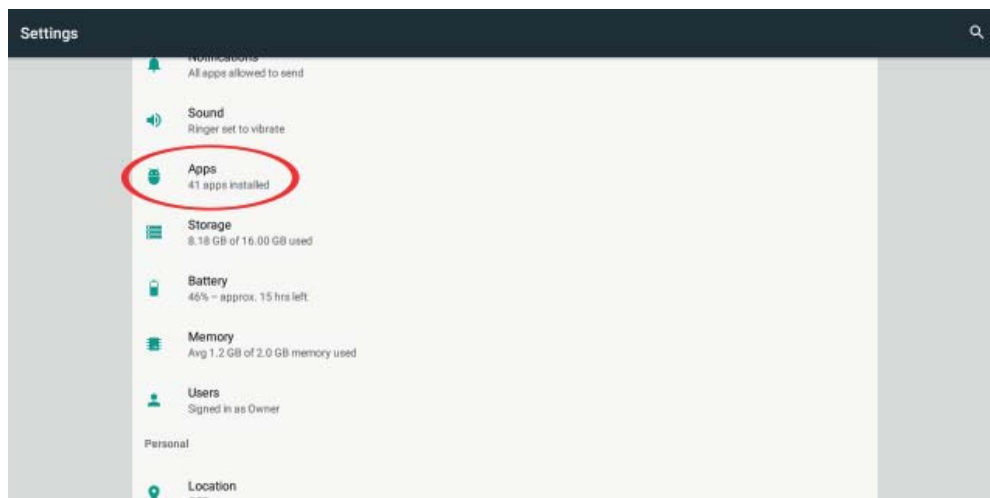 Settings
Notifications
All apps allowed to send
Sound
Ringer set to vibrate
Apps
41 apps installed
Storage
8.18 GB of 16.00 GB used
Battery
46% – approx. 15 hrs left
Memory
Avg 1.2 GB of 2.0 GB memory used
Users
Signed in as Owner
Personal
Location